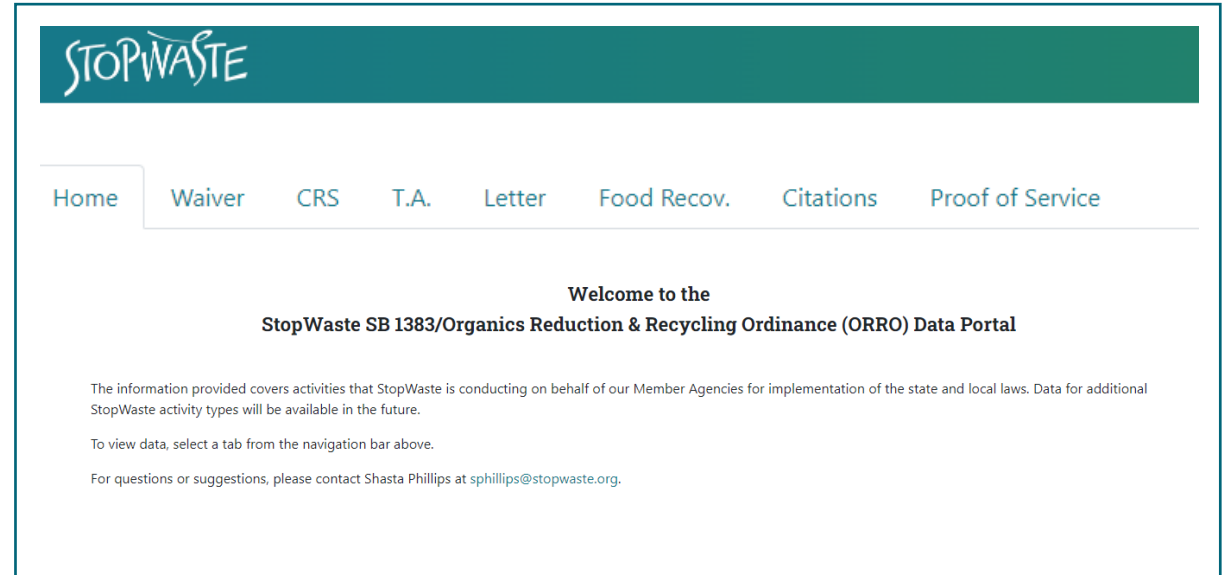 STOPWASTE
Home Waiver CRS T.A. Letter Food Recov. Citations Proof of Service
Welcome to the
StopWaste SB 1383/Organics Reduction & Recycling Ordinance (ORRO) Data Portal
The information provided covers activities that StopWaste is conducting on behalf of our Member Agencies for implementation of the state and local laws. Data for additional
StopWaste activity types will be available in the future.
To view data, select a tab from the navigation bar above.
For questions or suggestions, please contact Shasta Phillips at sphillips@stopwaste.org.